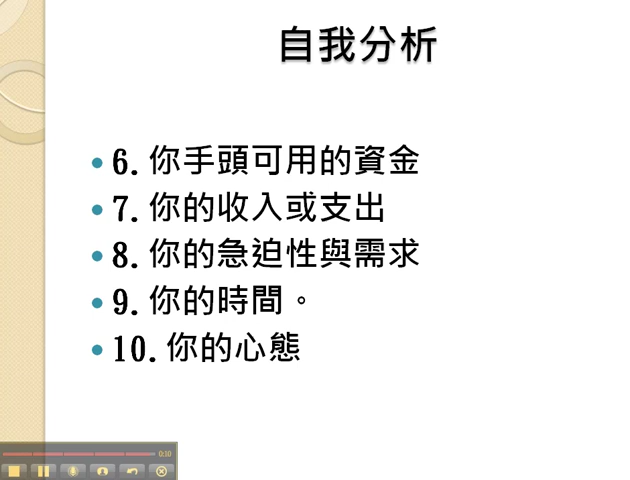 自我分析
• 6. 你手頭可用的資金
• 7. 你的收入或支出
• 8. 你的急迫性與需求
• 9. 你的時間。
• 10. 你的心態
0:10